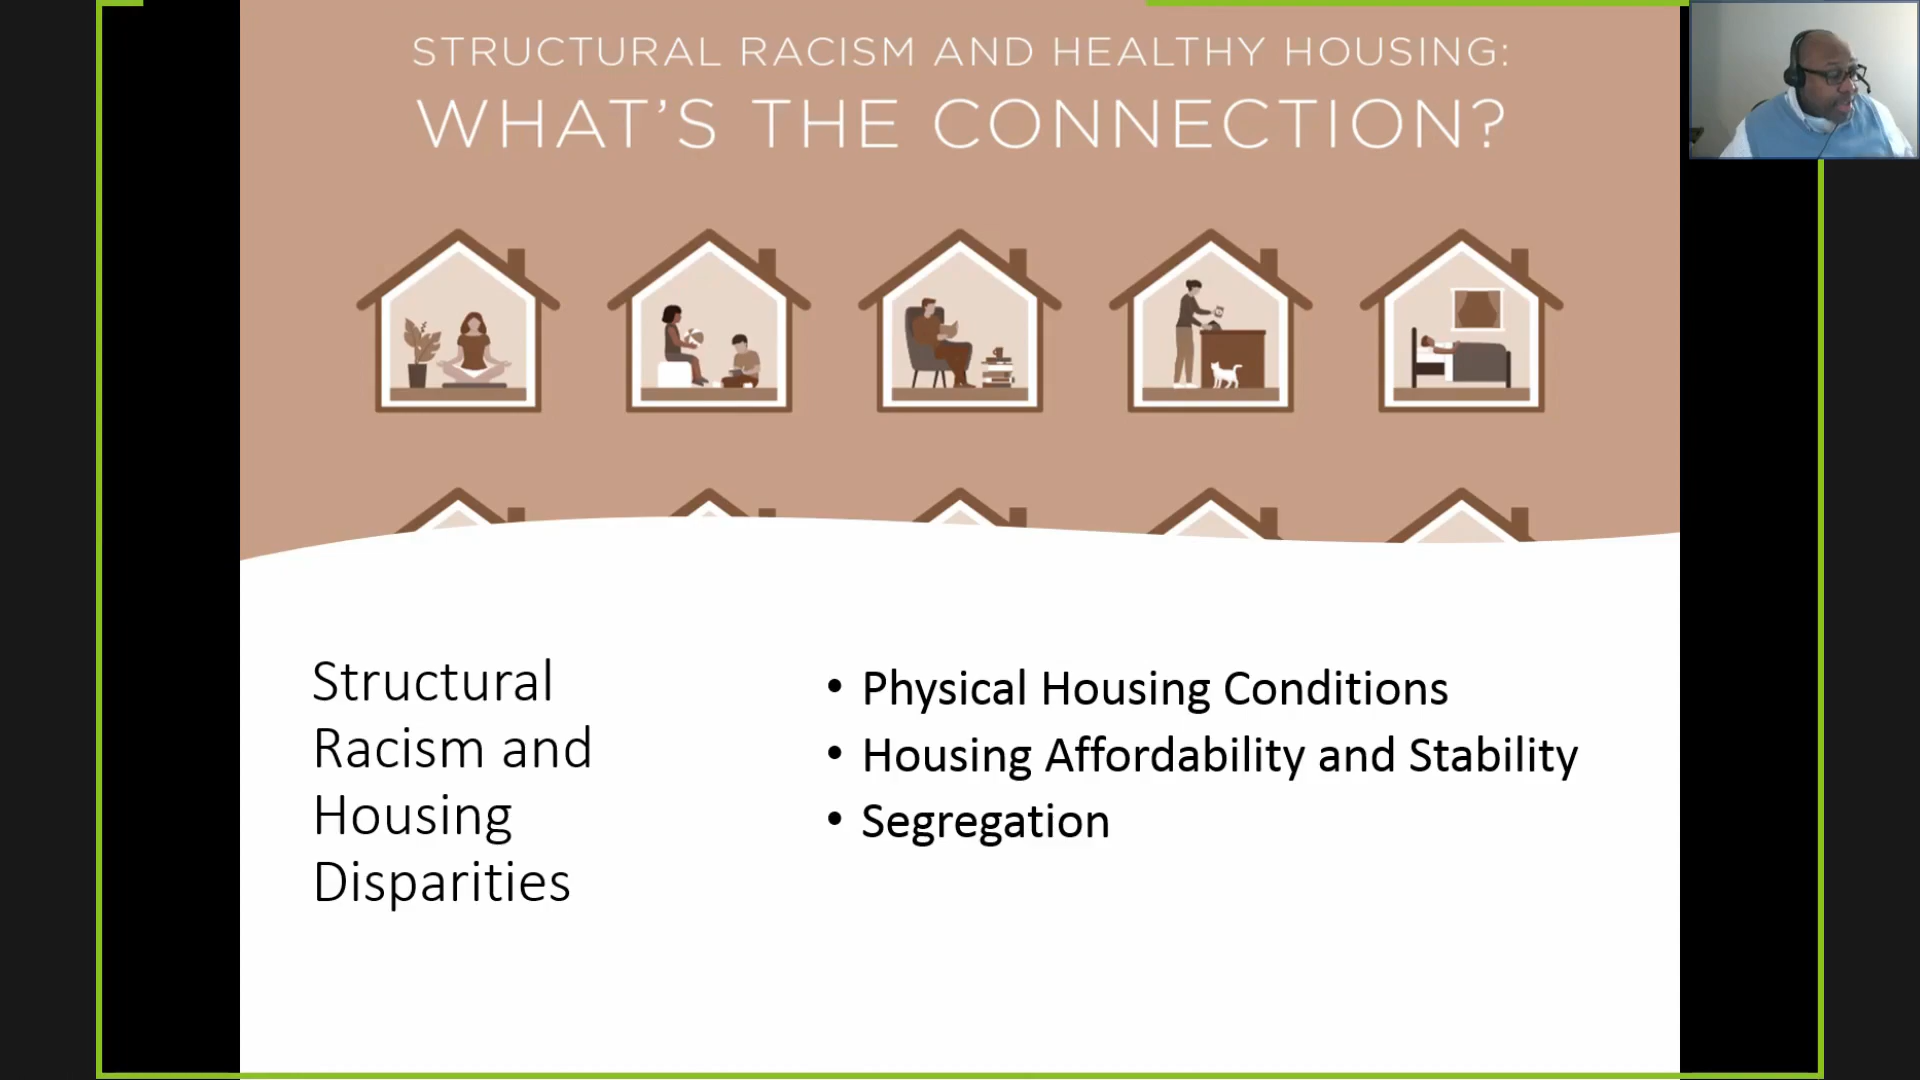 STRUCTURAL RACISM AND HEALTHY HOUSING:
WHAT'S THE CONNECTION?
Structural
Racism and
Housing
Disparities
• Physical Housing Conditions
• Housing Affordability and Stability
• Segregation